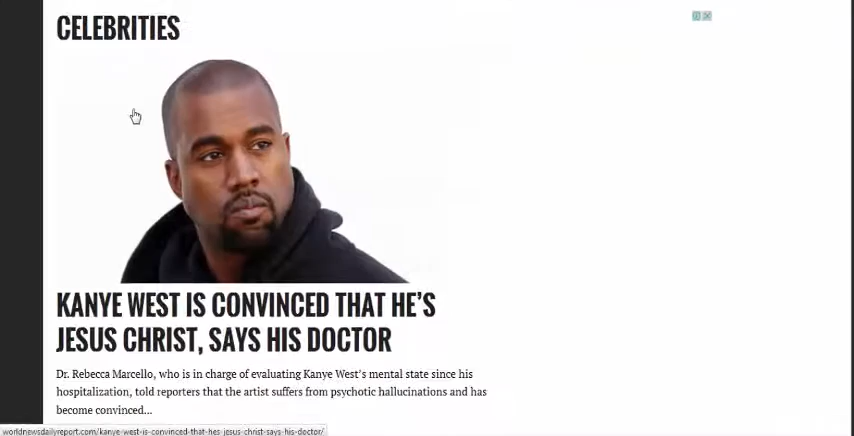 CELEBRITIES
KANYE WEST IS CONVINCED THAT HE'S
JESUS CHRIST, SAYS HIS DOCTOR
Dr. Rebecca Marcello, who is in charge of evaluating Kanye West's mental state since his
hospitalization, told reporters that the artist suffers from psychotic hallucinations and has
become convinced...
worldnewsdailyreport.com/kanye-west-is-convinced-that-hes-jesus-christ-says-his-doctor/